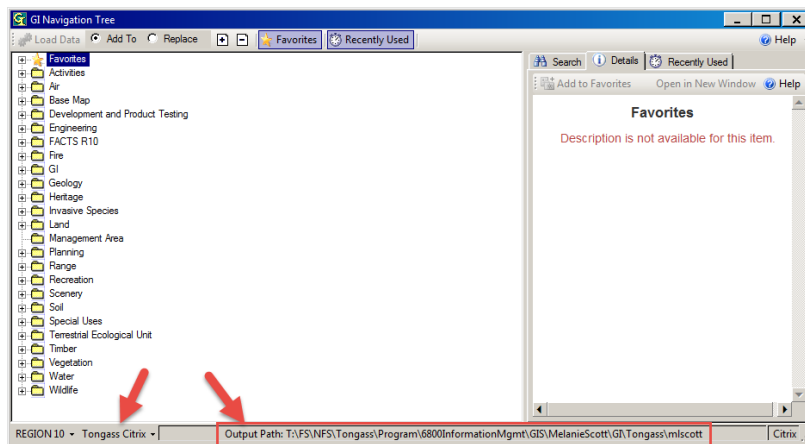 GI Navigation Tree
Load Data Add To Replace Favorites Recently Used Help
Favorites
Activities
Air
Base Map
Development and Product Testing
Engineering
FACTS R10
Fire
GI
Geology
Heritage
Invasive Species
Land
Management Area
Planning
Range
Recreation
Scenery
Soil
Special Uses
Terrestrial Ecological Unit
Timber
Vegetation
Water
Wildlife
Search Details Recently Used
Add to Favorites Open in New Window Help
Favorites
Description is not available for this item.
REGION 10 Tongass Citrix Output Path: T:\FS\NFS\Tongass\Program\6800InformationMgmt\GIS\MelanieScott\GI\Tongass\mlscott Citrix